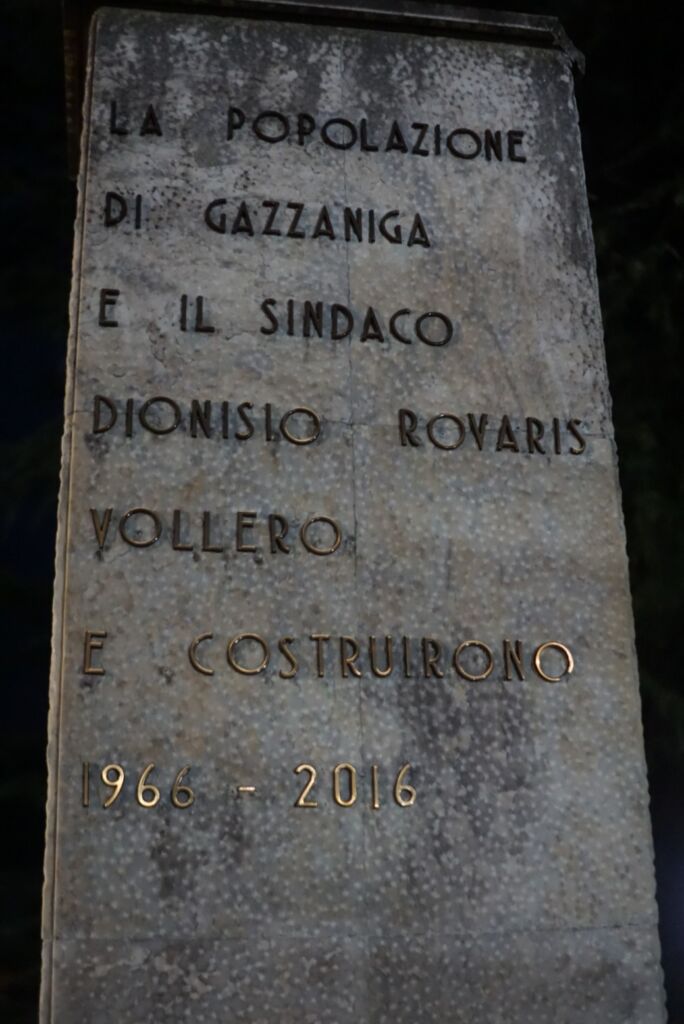 LA POPOLAZIONE
DI GAZZANIGA
E IL SINDACO
DIONISIO ROVARIS
VOLLERO
E COSTRUIRONO
1966 - 2016